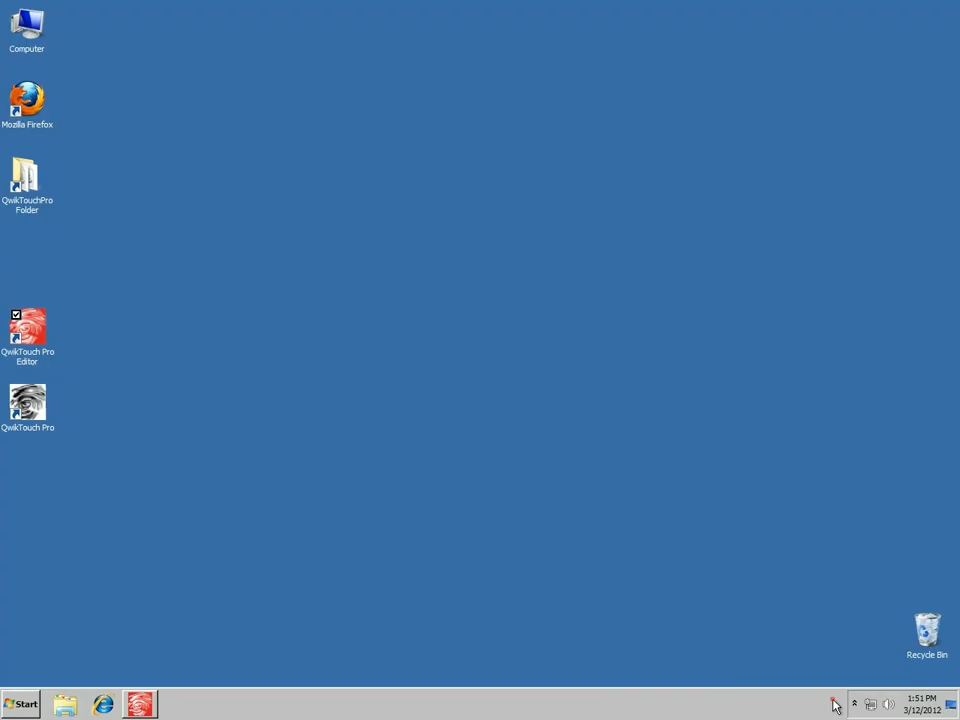 Computer
Mozilla Firefox
QwikTouchPro
Folder
QwikTouch Pro
Editor
QwikTouch Pro
Recycle Bin
Start
1:51 PM
3/12/2012